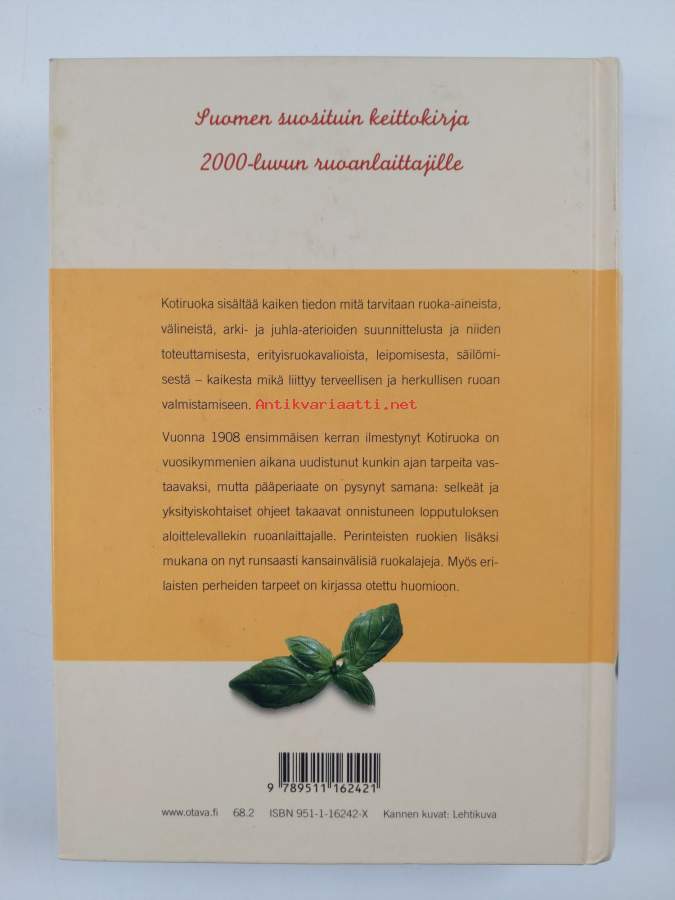 Suomen suosituin keittokirja
2000-luvun ruoanlaittajille
Kotiruoka sisältää kaiken tiedon mitä tarvitaan ruoka-aineista,
välineistä, arki- ja juhla-aterioiden suunnittelusta ja niiden
toteuttamisesta, erityisruokavalioista, leipomisesta, säilömi-
sestä – kaikesta mikä liittyy terveellisen ja herkullisen ruoan
valmistamiseen. Antikvariaatti.net
Vuonna 1908 ensimmäisen kerran ilmestynyt Kotiruoka on
vuosikymmenien aikana uudistunut kunkin ajan tarpeita vas-
taavaksi, mutta pääperiaate on pysynyt samana: selkeät ja
yksityiskohtaiset ohjeet takaavat onnistuneen lopputuloksen
aloittelevallekin ruoanlaittajalle. Perinteisten ruokien lisäksi
mukana on nyt runsaasti kansainvälisiä ruokalajeja. Myös eri-
laisten perheiden tarpeet on kirjassa otettu huomioon.
9 789511 162421
www.otava.fi 68.2 ISBN 951-1-16242-X Kannen kuvat: Lehtikuva